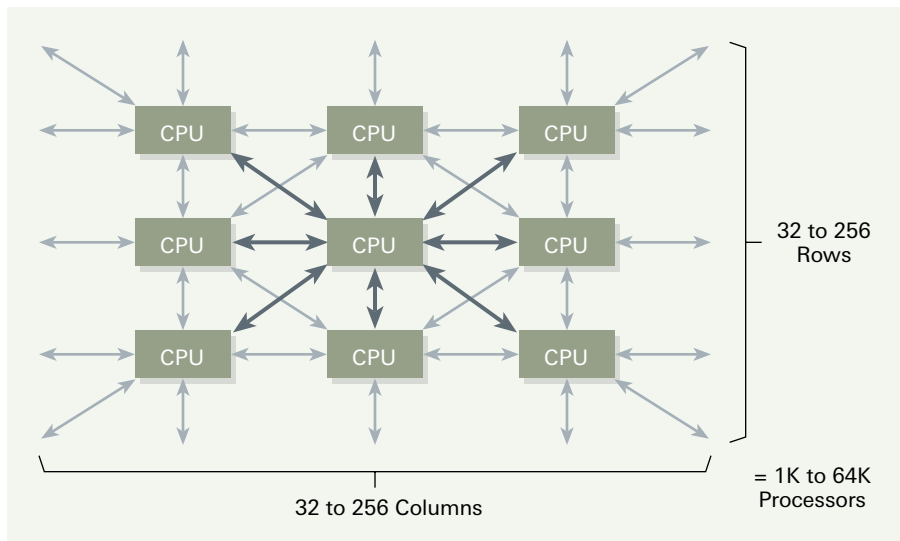 CPU
CPU
CPU
CPU
CPU
CPU
CPU
CPU
CPU
32 to 256
Rows
32 to 256 Columns
= 1K to 64K
Processors